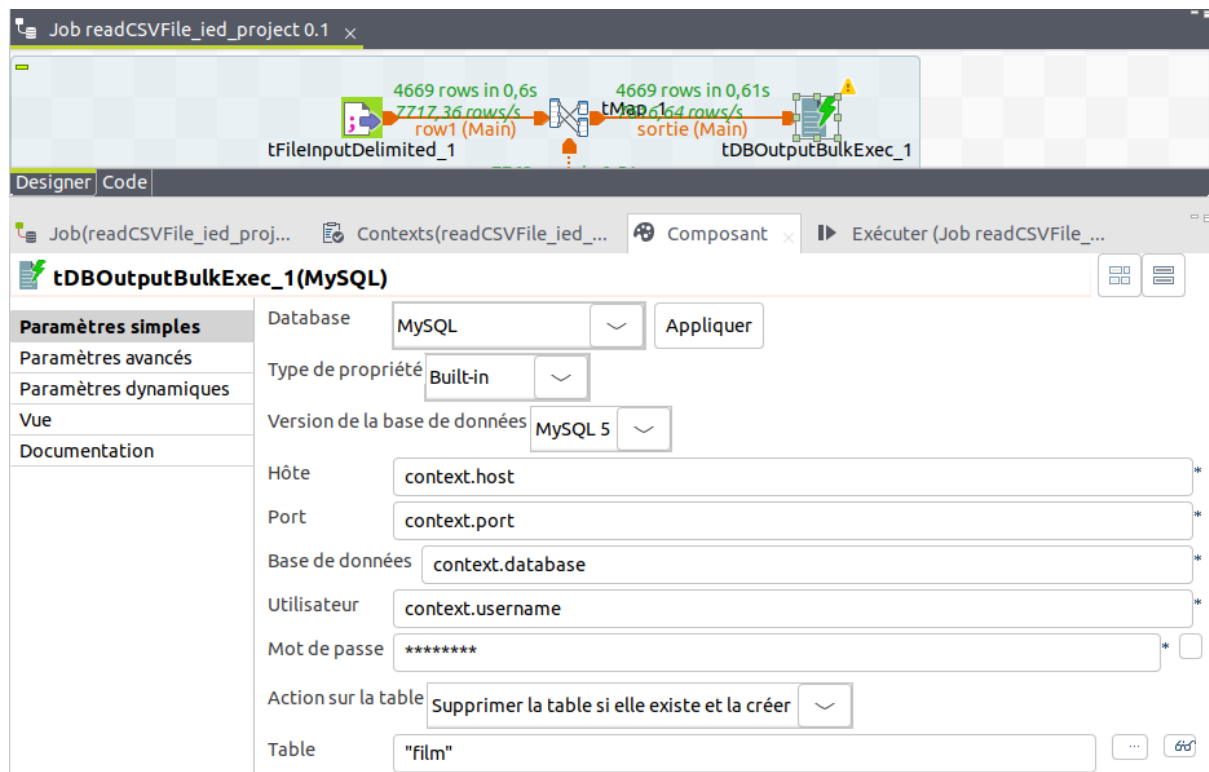 Job readCSVFile_ied_project 0.1
4669 rows in 0,6s
4669 rows in 0,61s
7717,36 rows/s
tMap_1
rows/s
row1 (Main)
sortie (Main)
tFileInputDelimited_1
tDBOutputBulkExec_1
Designer Code
Job(readCSVFile_ied_proj... Contexts(readCSVFile_ied_... Composant Exécuter (Job readCSVFile_...
tDBOutputBulkExec_1(MySQL)
Paramètres simples
Paramètres avancés
Paramètres dynamiques
Vue
Documentation
Database MySQL Appliquer
Type de propriété Built-in
Version de la base de données MySQL 5
Hôte context.host *
Port context.port *
Base de données context.database *
Utilisateur context.username *
Mot de passe ******** *
Action sur la table Supprimer la table si elle existe et la créer
Table "film" ...